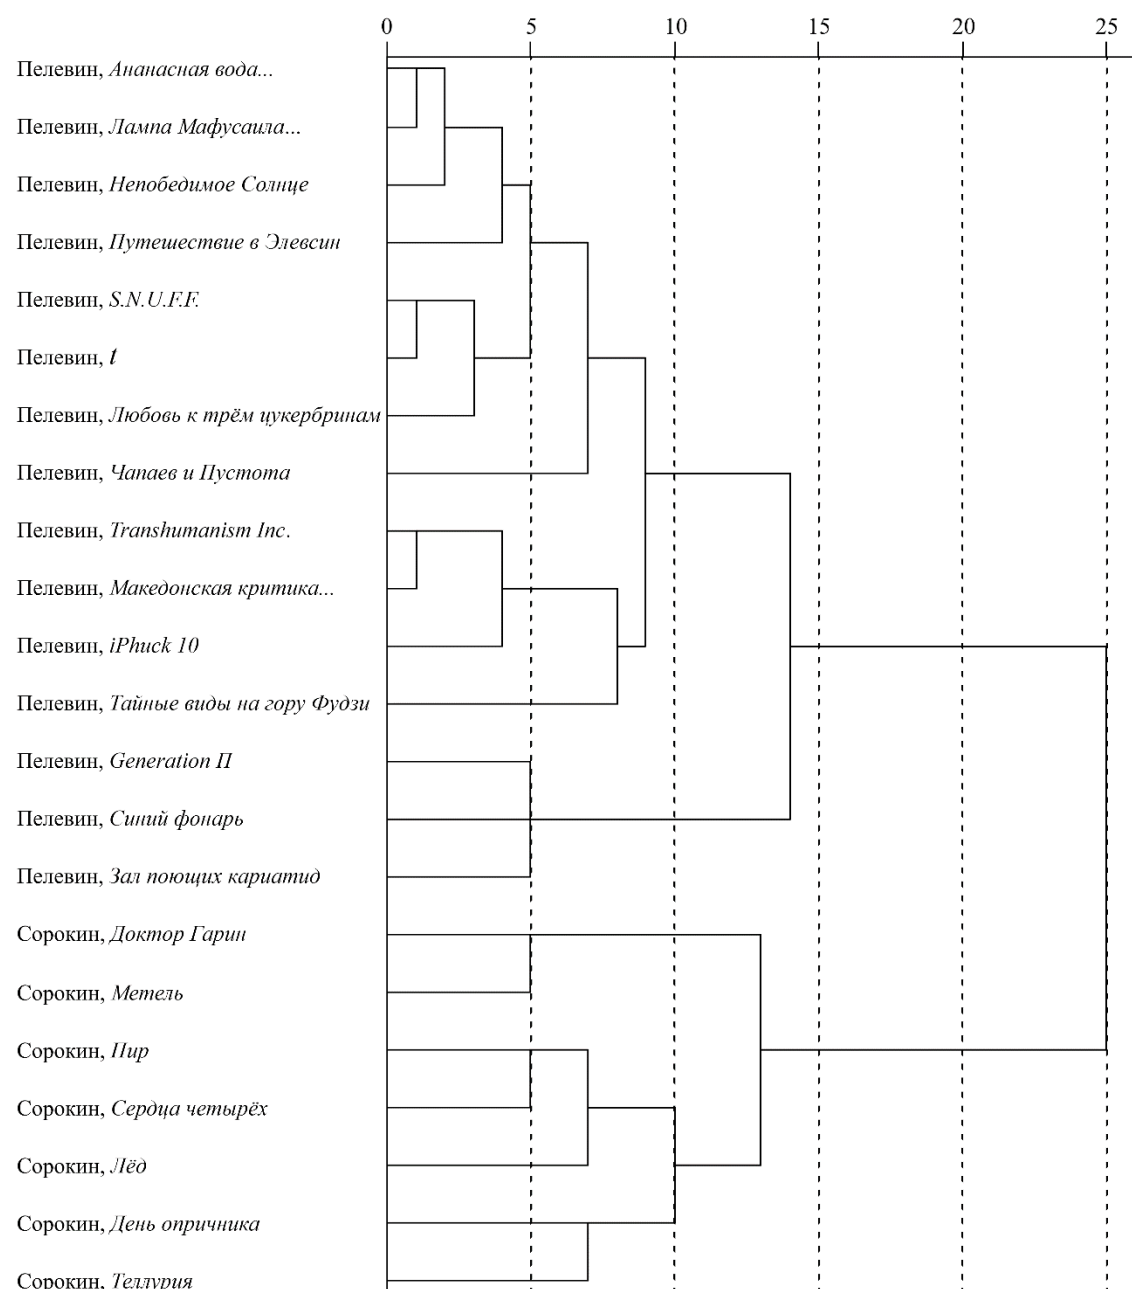 0 5 10 15 20 25
Пелевин, Ананасная вода...
Пелевин, Лампа Мафусаила...
Пелевин, Непобедимое Солнце
Пелевин, Путешествие в Элевсин
Пелевин, S.N.U.F.F.
Пелевин, t
Пелевин, Любовь к трём цукербринам
Пелевин, Чапаев и Пустота
Пелевин, Transhumanism Inc.
Пелевин, Македонская критика...
Пелевин, iPhuck 10
Пелевин, Тайные виды на гору Фудзи
Пелевин, Generation П
Пелевин, Синий фонарь
Пелевин, Зал поющих кариатид
Сорокин, Доктор Гарин
Сорокин, Метель
Сорокин, Пир
Сорокин, Сердца четырёх
Сорокин, Лёд
Сорокин, День опричника
Сорокин, Теллурия